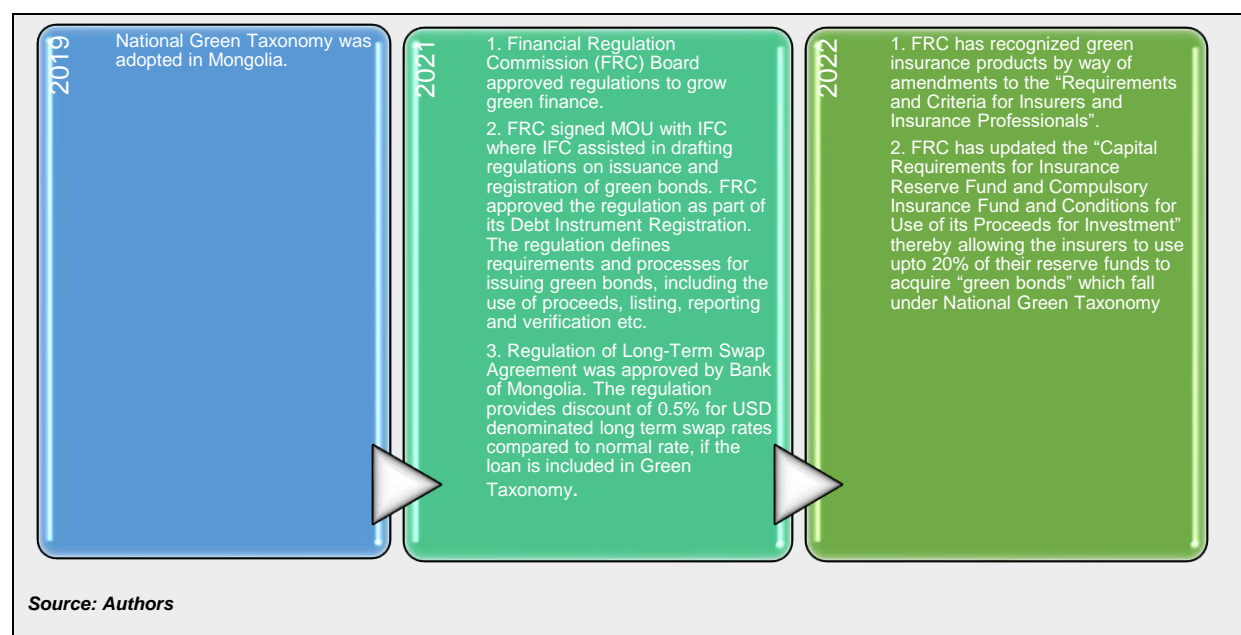 2019
National Green Taxonomy was
adopted in Mongolia.
2021
1. Financial Regulation
Commission (FRC) Board
approved regulations to grow
green finance.
2. FRC signed MOU with IFC
where IFC assisted in drafting
regulations on issuance and
registration of green bonds. FRC
approved the regulation as part of
its Debt Instrument Registration.
The regulation defines
requirements and processes for
issuing green bonds, including the
use of proceeds, listing, reporting
and verification etc.
3. Regulation of Long-Term Swap
Agreement was approved by Bank
of Mongolia. The regulation
provides discount of 0.5% for USD
denominated long term swap rates
compared to normal rate, if the
loan is included in Green
Taxonomy.
2022
1. FRC has recognized green
insurance products by way of
amendments to the “Requirements
and Criteria for Insurers and
Insurance Professionals”.
2. FRC has updated the “Capital
Requirements for Insurance
Reserve Fund and Compulsory
Insurance Fund and Conditions for
Use of its Proceeds for Investment”
thereby allowing the insurers to use
upto 20% of their reserve funds to
acquire “green bonds” which fall
under National Green Taxonomy
Source: Authors